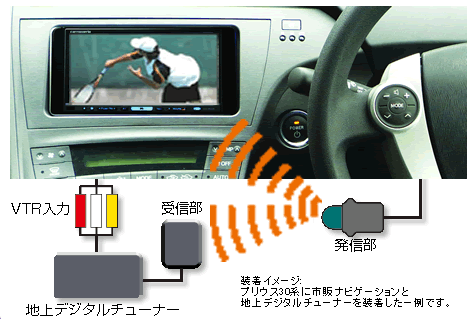 carrozzeria
POWER
MODE
OFF
AUTO
VTR入力
受信部
発信部
地上デジタルチューナー
装着イメージ:
プリウス30系に市販ナビゲーションと
地上デジタルチューナーを装着した一例です。